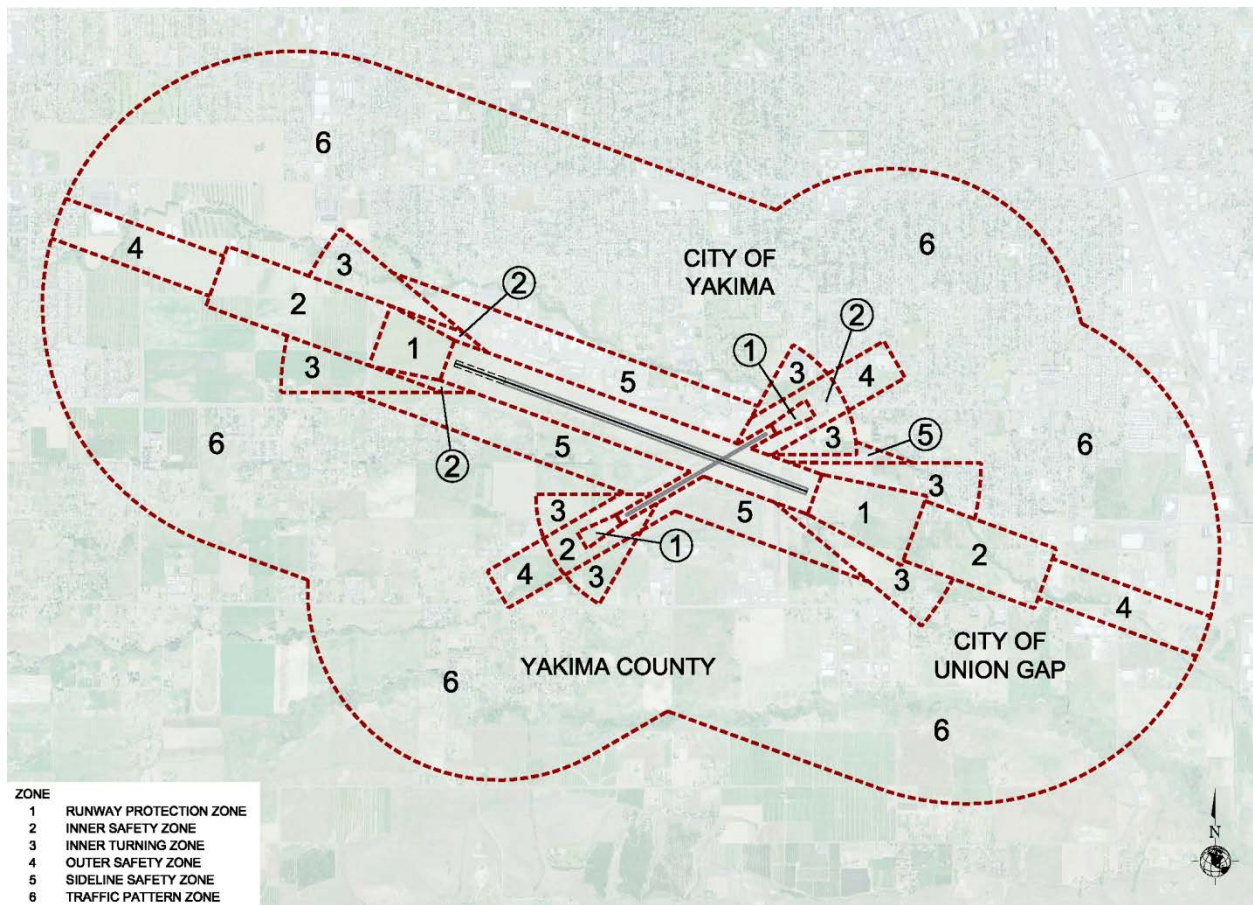 6
6
CITY OF
YAKIMA
4
3
2
2
2
1
1
3
4
3
5
3
5
6
6
2
5
3
3
1
5
3
2
1
2
4
3
3
4
CITY OF
UNION GAP
YAKIMA COUNTY
6
6
ZONE
1 RUNWAY PROTECTION ZONE
2 INNER SAFETY ZONE
3 INNER TURNING ZONE
4 OUTER SAFETY ZONE
5 SIDELINE SAFETY ZONE
6 TRAFFIC PATTERN ZONE
N